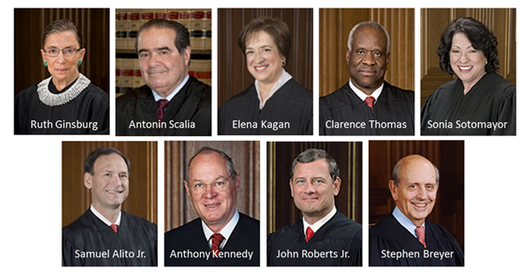 Ruth Ginsburg
Antonin Scalia
Elena Kagan
Clarence Thomas
Sonia Sotomayor
Samuel Alito Jr.
Anthony Kennedy
John Roberts Jr.
Stephen Breyer